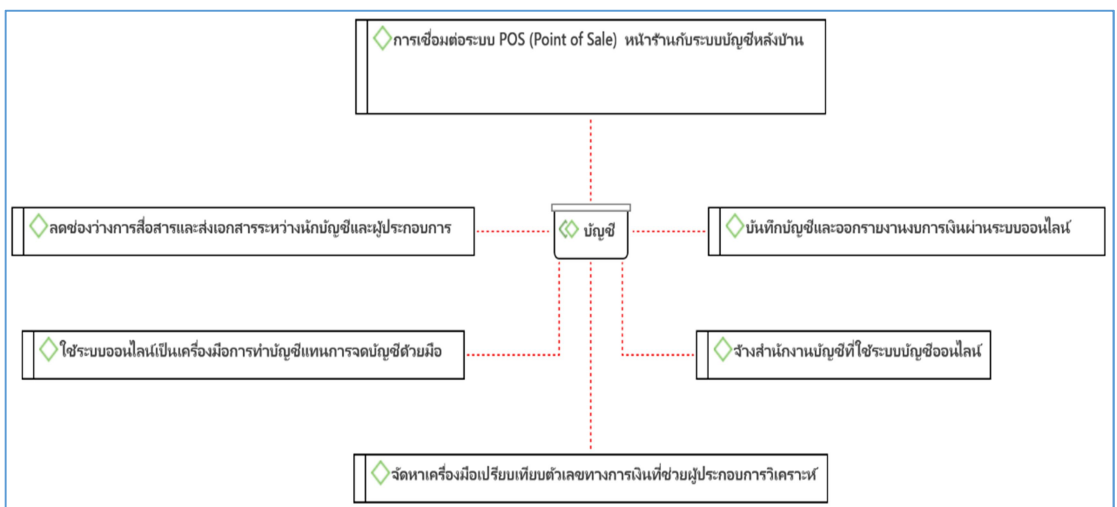 การเชื่อมต่อระบบ POS (Point of Sale) หน้าร้านกับระบบบัญชีหลังบ้าน
ลดช่องว่างการสื่อสารและส่งเอกสารระหว่างนักบัญชีและผู้ประกอบการ
บัญชี
บันทึกบัญชีและออกรายงานงบการเงินผ่านระบบออนไลน์
ใช้ระบบออนไลน์เป็นเครื่องมือการทำบัญชีแทนการจดบัญชีด้วยมือ
จ้างสำนักงานบัญชีที่ใช้ระบบบัญชีออนไลน์
จัดหาเครื่องมือเปรียบเทียบตัวเลขทางการเงินที่ช่วยผู้ประกอบการวิเคราะห์